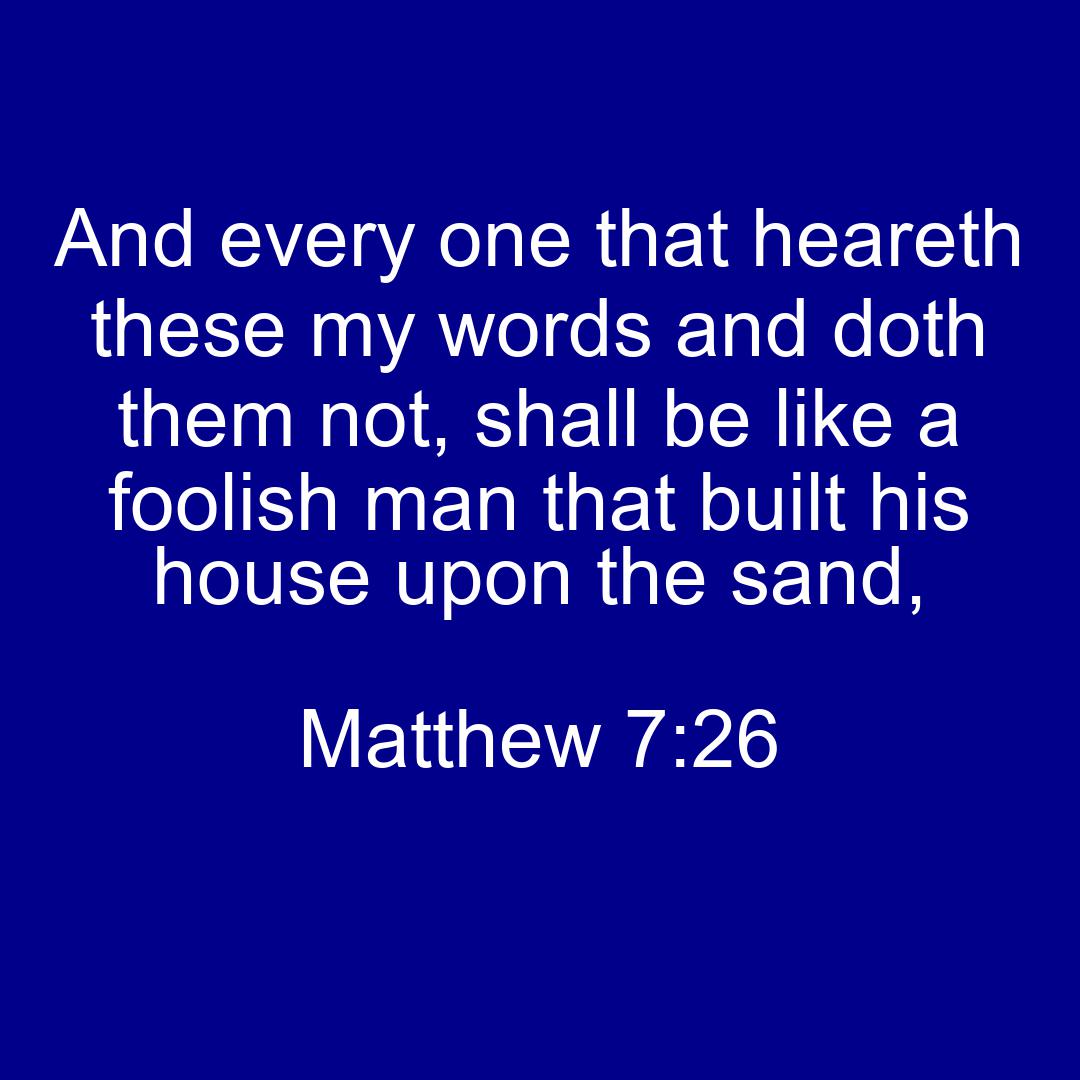 And every one that heareth
these my words and doth
them not, shall be like a
foolish man that built his
house upon the sand,
Matthew 7:26